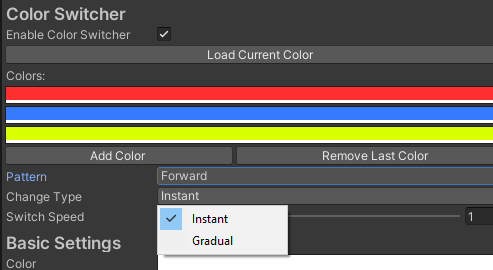 Color Switcher
Enable Color Switcher
Load Current Color
Colors:
Add Color Remove Last Color
Pattern Forward
Change Type Instant
Switch Speed 1
Instant
Gradual
Basic Settings
Color